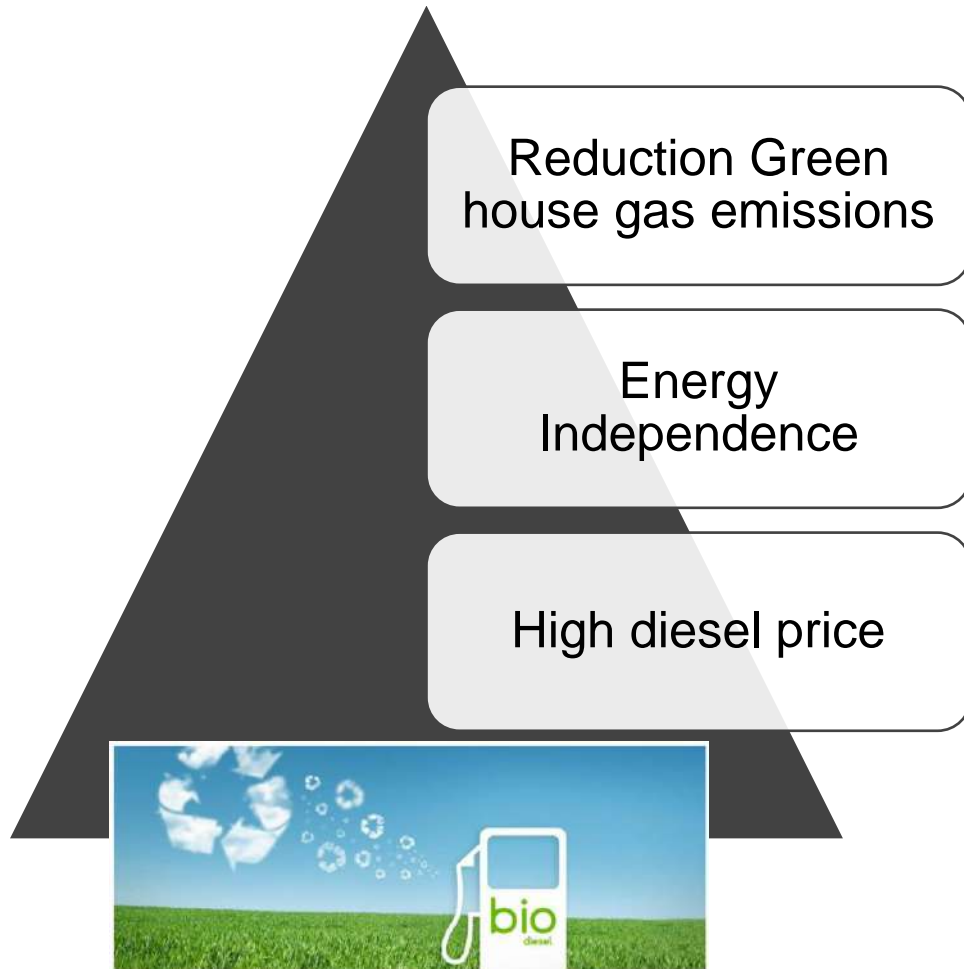 Reduction Green
house gas emissions
Energy
Independence
High diesel price
bio
diesel